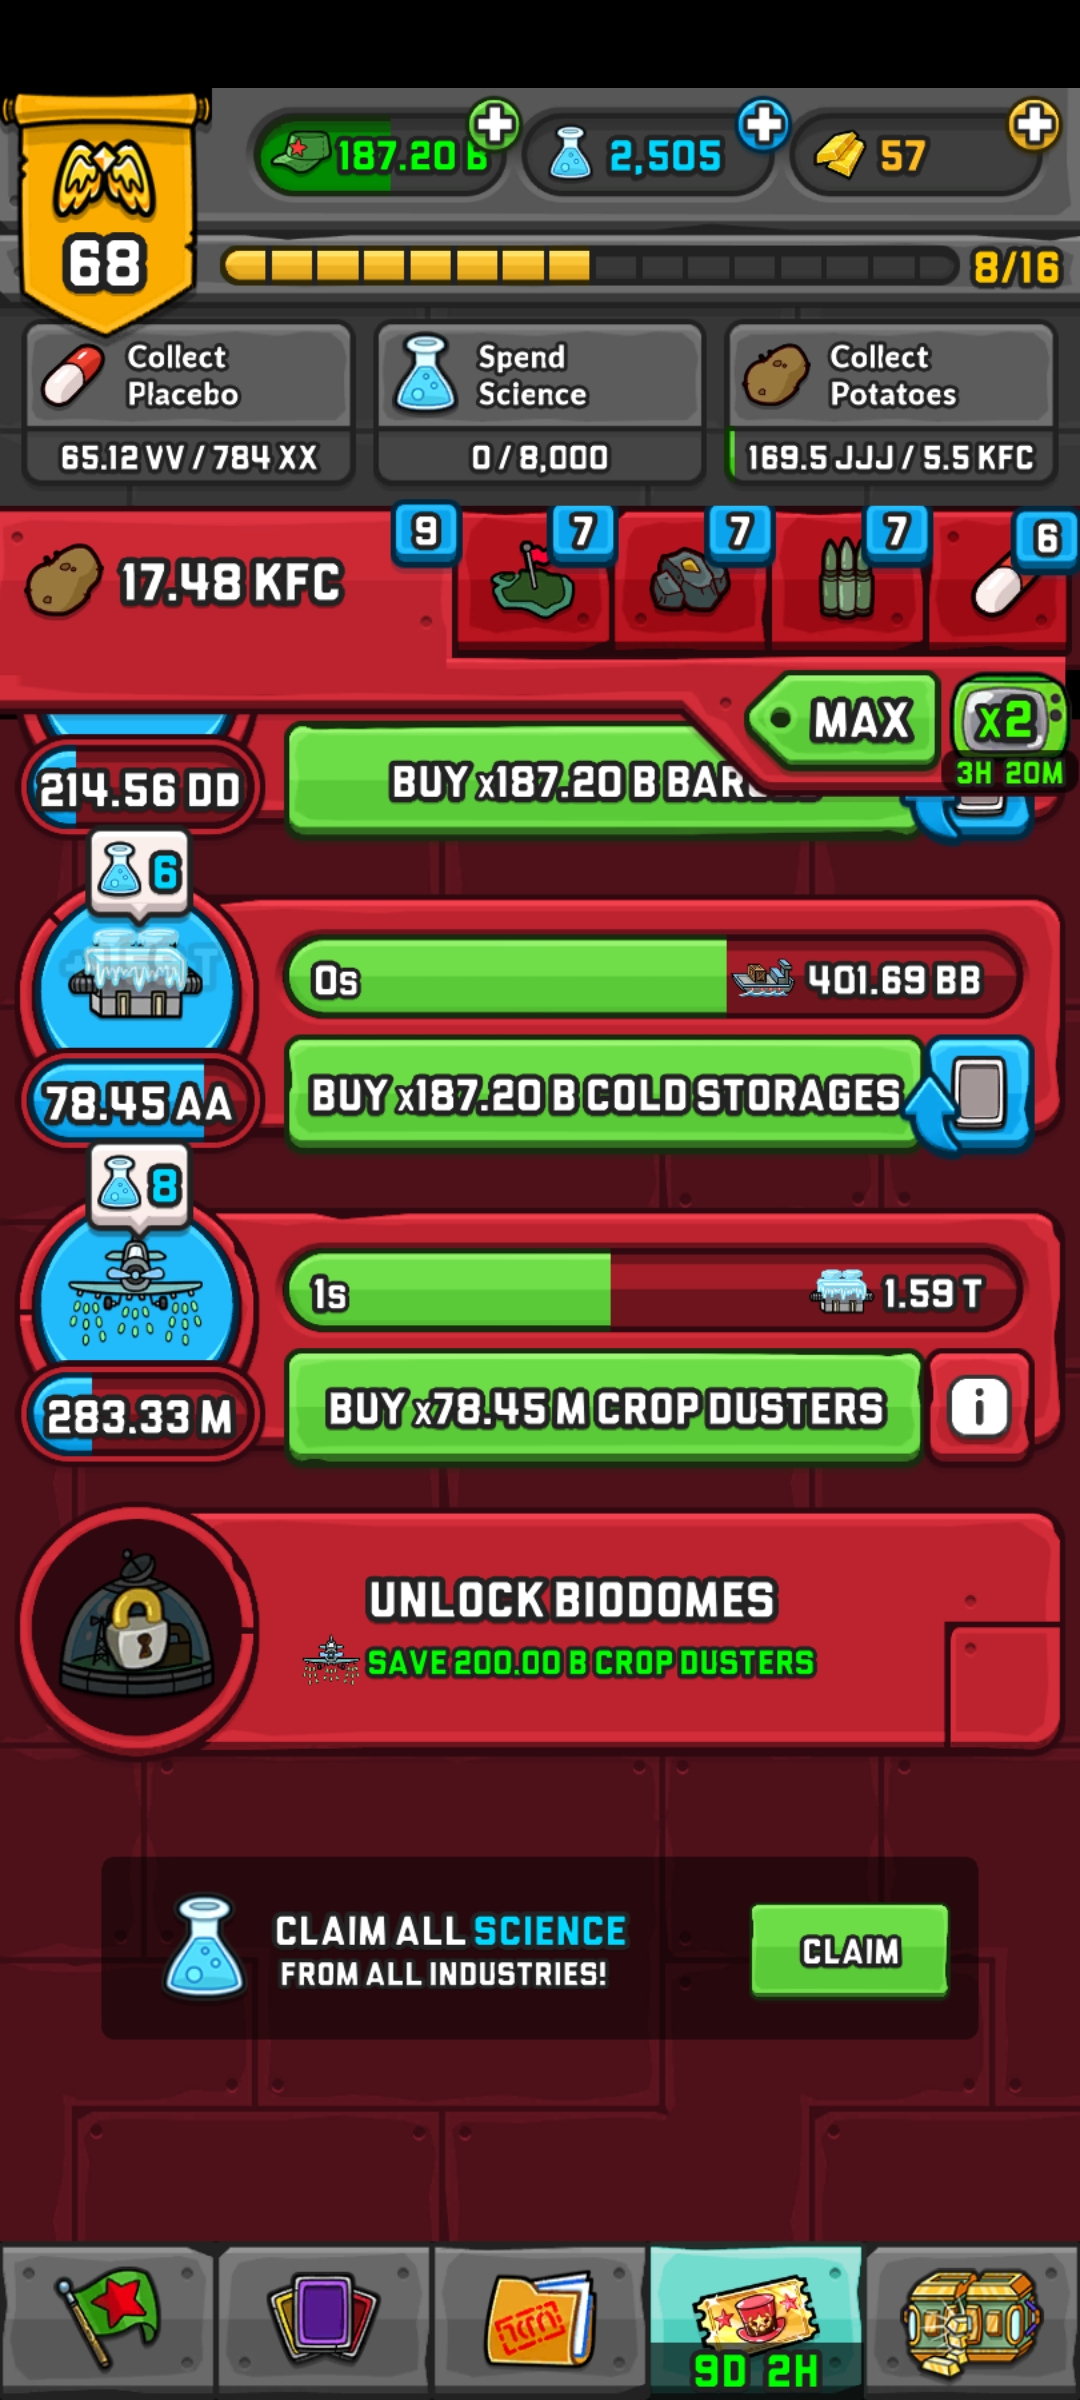 187.20 B
2,505
57
68
8/16
Collect
Placebo
65.12 VV / 784 XX
Spend
Science
0 / 8,000
Collect
Potatoes
169.5 JJJ / 5.5 KFC
17.48 KFC
9
7
7
7
6
MAX
x2
3H 20M
214.56 DD
BUY x187.20 B
6
0s
401.69 BB
78.45 AA
BUY x187.20 B COLD STORAGES
8
1s
1.59 T
283.33 M
BUY x78.45 M CROP DUSTERS
i
UNLOCK BIODOMES
SAVE 200.00 B CROP DUSTERS
CLAIM ALL SCIENCE
FROM ALL INDUSTRIES!
CLAIM
9D 2H